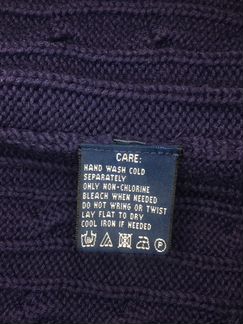 CARE:
HAND WASH COLD
SEPARATELY
ONLY NON-CHLORINE
BLEACH WHEN NEEDED
DO NOT WRING OR TWIST
LAY FLAT TO DRY
COOL IRON IF NEEDED
P